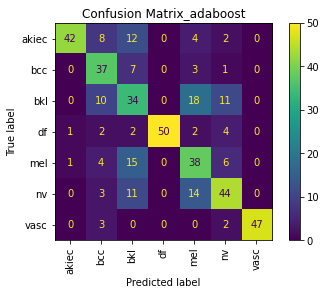 Confusion Matrix_adaboost
akiec 42 8 12 0 4 2 0
bcc 0 37 7 0 3 1 0
bkl 0 10 34 0 18 11 0
df 1 2 2 50 2 4 0
mel 1 4 15 0 38 6 0
nv 0 3 11 0 14 44 0
vasc 0 3 0 0 0 2 47
akiec bcc bkl df mel nv vasc
Predicted label
True label
50
40
30
20
10
0